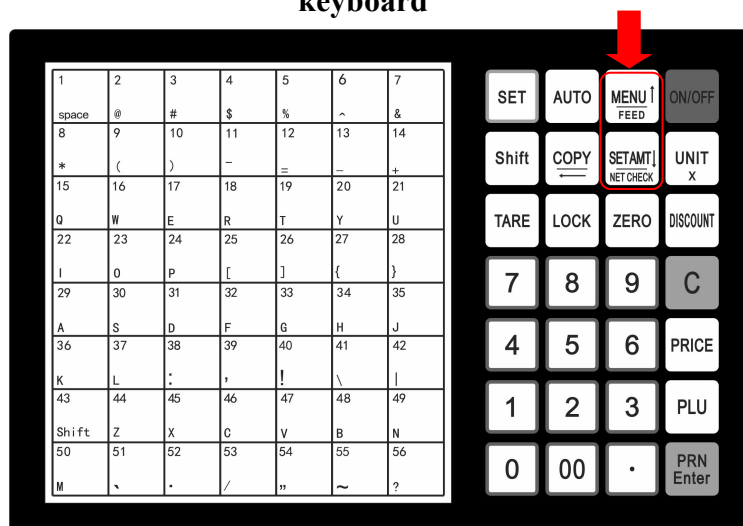 keyboard
1 2 3 4 5 6 7
space @ # $ % ^ &
8 9 10 11 12 13 14
* ( ) - = _ +
15 16 17 18 19 20 21
Q W E R T Y U
22 23 24 25 26 27 28
I O P [ ] { }
29 30 31 32 33 34 35
A S D F G H J
36 37 38 39 40 41 42
K L : , ! \ |
43 44 45 46 47 48 49
Shift Z X C V B N
50 51 52 53 54 55 56
M 、 . / " ~ ?
SET AUTO MENU↑ ON/OFF
FEED
Shift COPY SETAMT↓ UNIT
← NET CHECK X
TARE LOCK ZERO DISCOUNT
7 8 9 C
4 5 6 PRICE
1 2 3 PLU
0 00 . PRN
Enter